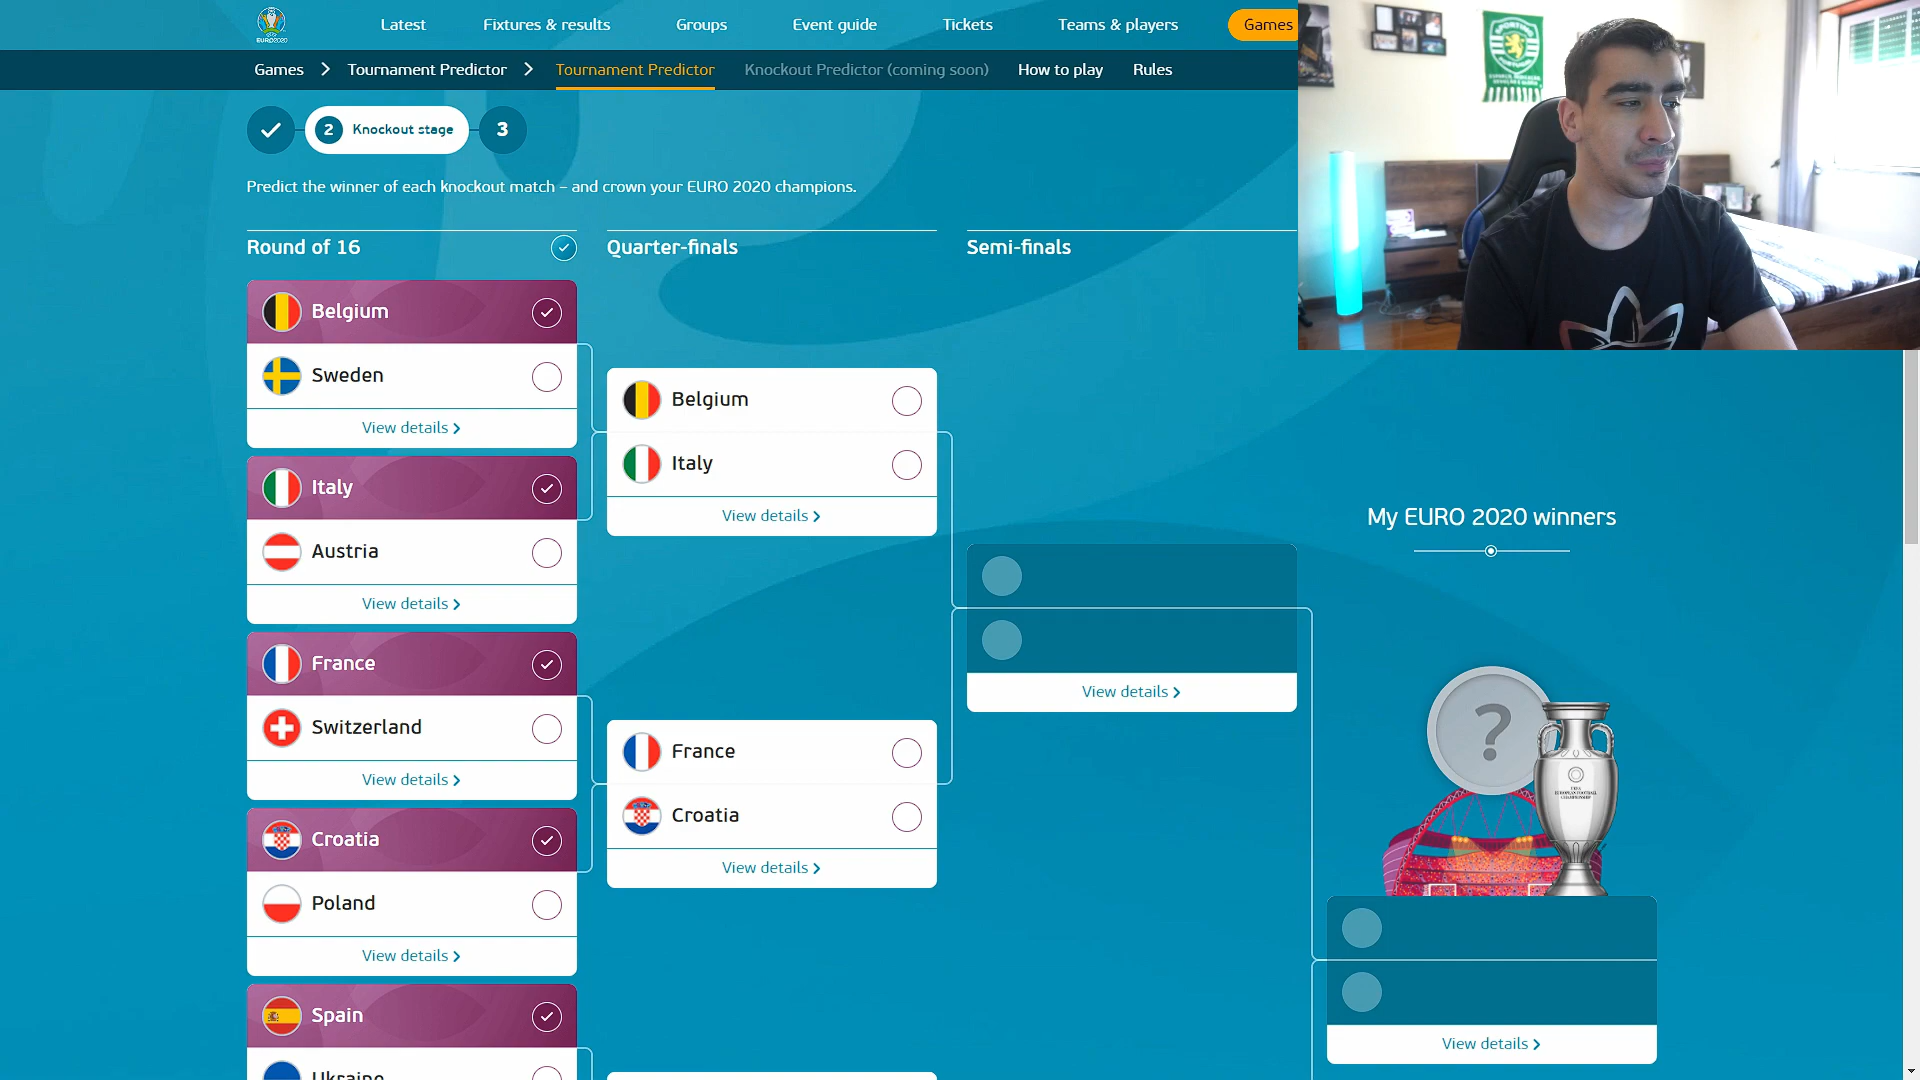 EURO2020
Latest
Fixtures & results
Groups
Event guide
Tickets
Teams & players
Games
Games
Tournament Predictor
Tournament Predictor
Knockout Predictor (coming soon)
How to play
Rules
2
Knockout stage
3
Predict the winner of each knockout match – and crown your EURO 2020 champions.
Round of 16
Quarter-finals
Semi-finals
Belgium
Sweden
View details
Italy
Austria
View details
France
Switzerland
View details
Croatia
Poland
View details
Spain
Ukraine
Belgium
Italy
View details
France
Croatia
View details
View details
My EURO 2020 winners
?
View details